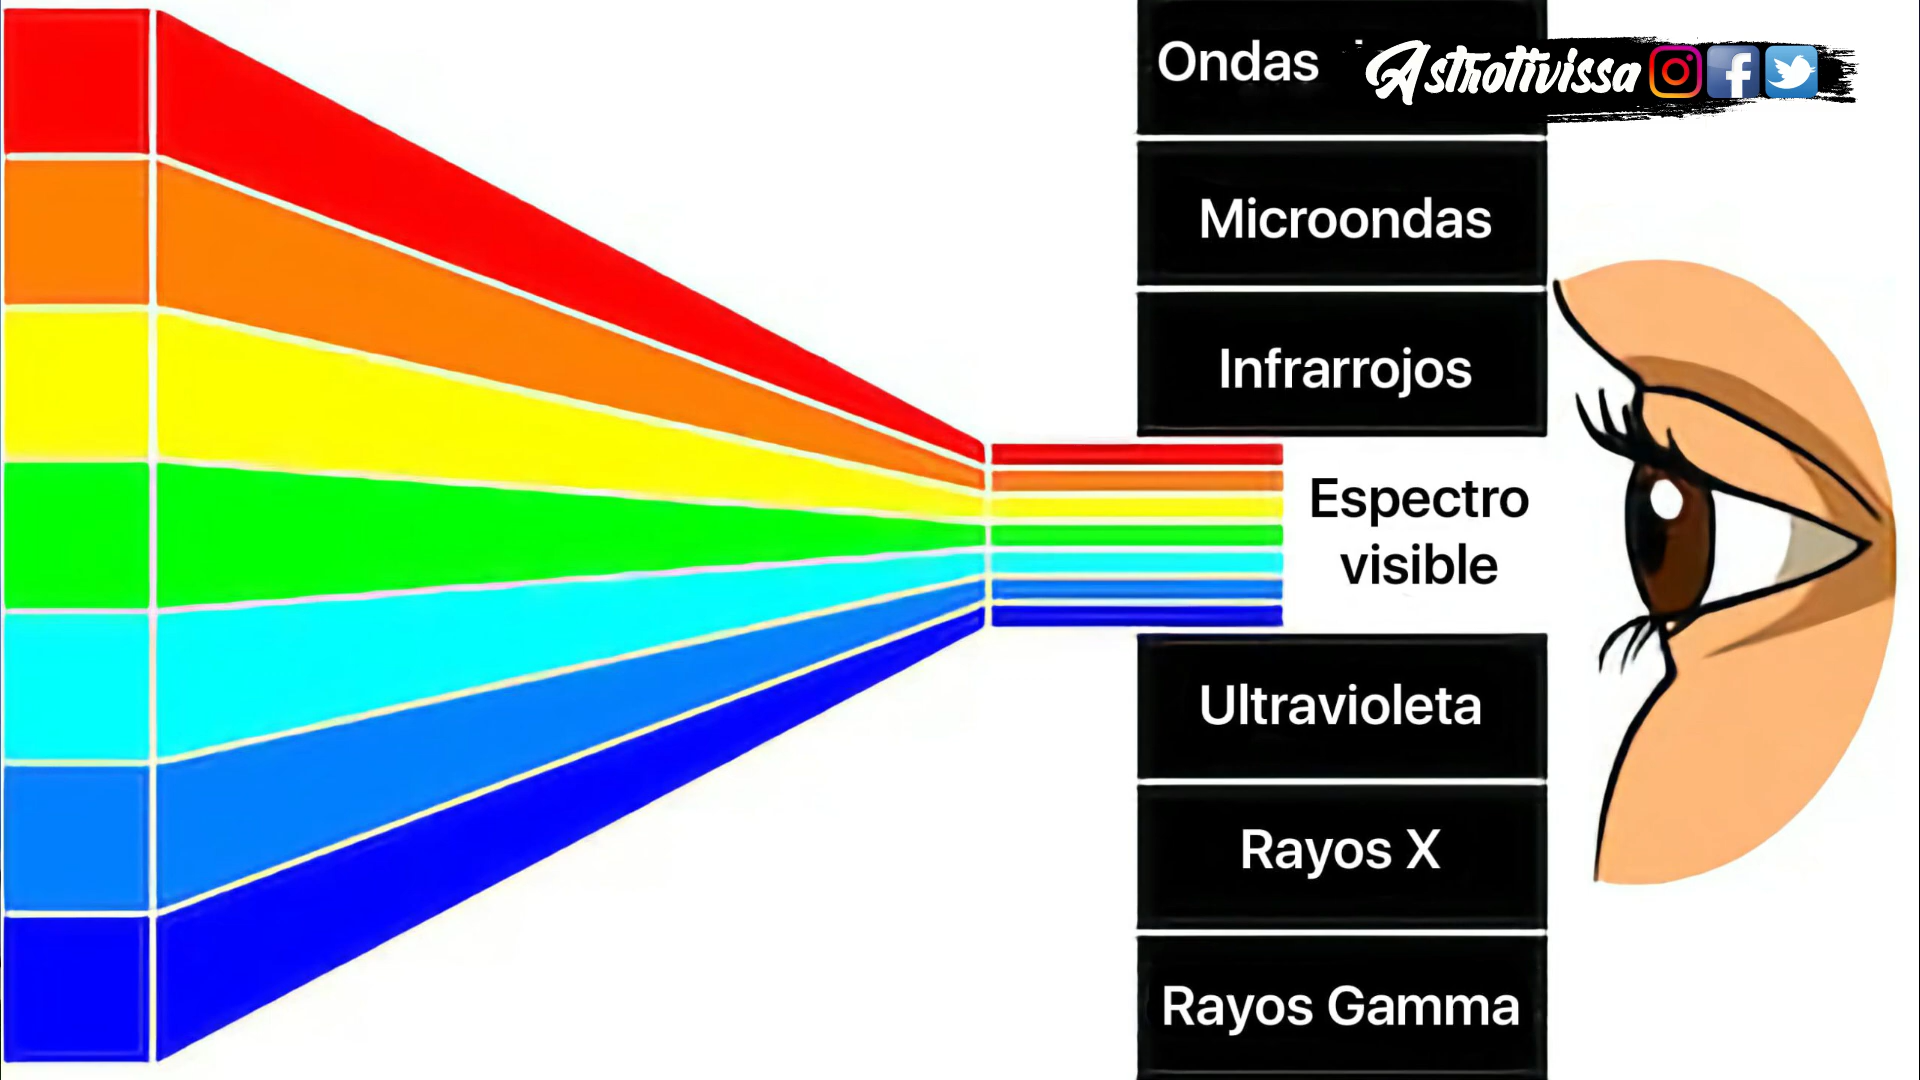 Ondas
Astrotivissa
Microondas
Infrarrojos
Espectro
visible
Ultravioleta
Rayos X
Rayos Gamma